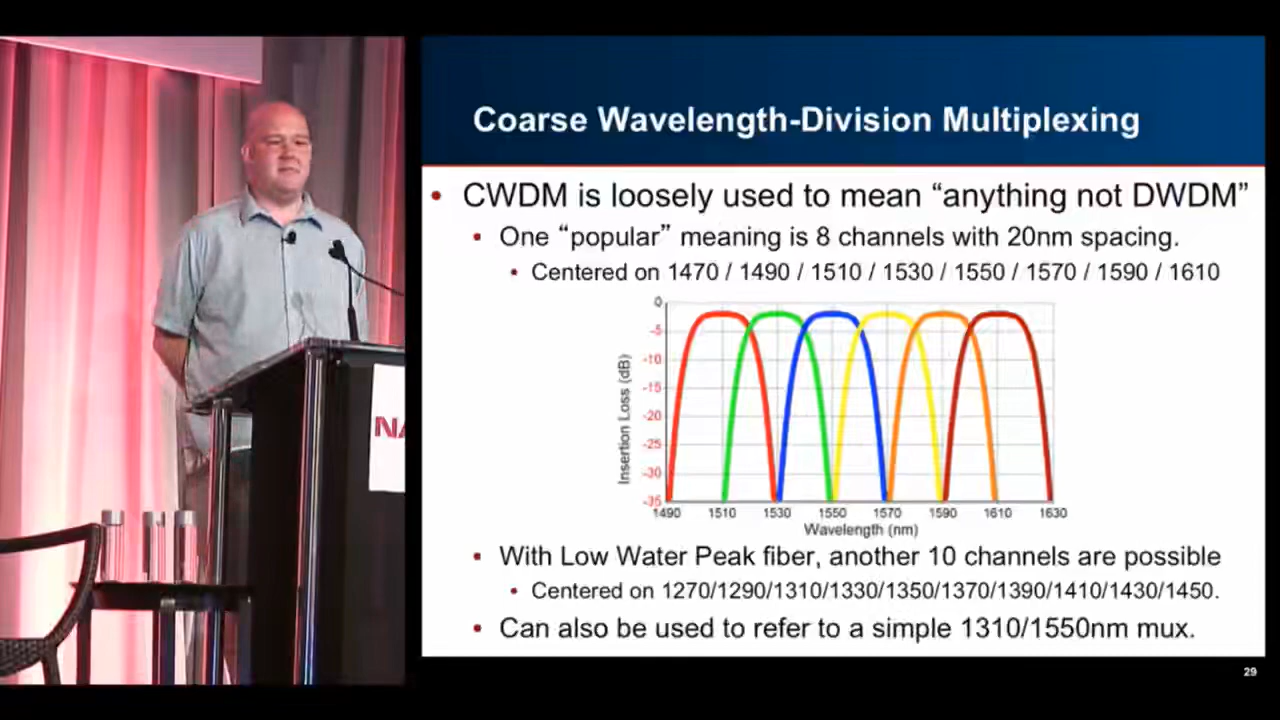 Coarse Wavelength-Division Multiplexing
• CWDM is loosely used to mean “anything not DWDM”
• One “popular” meaning is 8 channels with 20nm spacing.
• Centered on 1470 / 1490 / 1510 / 1530 / 1550 / 1570 / 1590 / 1610
0
-5
-10
-15
-20
-25
-30
-35
Insertion Loss (dB)
1490 1510 1530 1550 1570 1590 1610 1630
Wavelength (nm)
• With Low Water Peak fiber, another 10 channels are possible
• Centered on 1270/1290/1310/1330/1350/1370/1390/1410/1430/1450.
• Can also be used to refer to a simple 1310/1550nm mux.
29